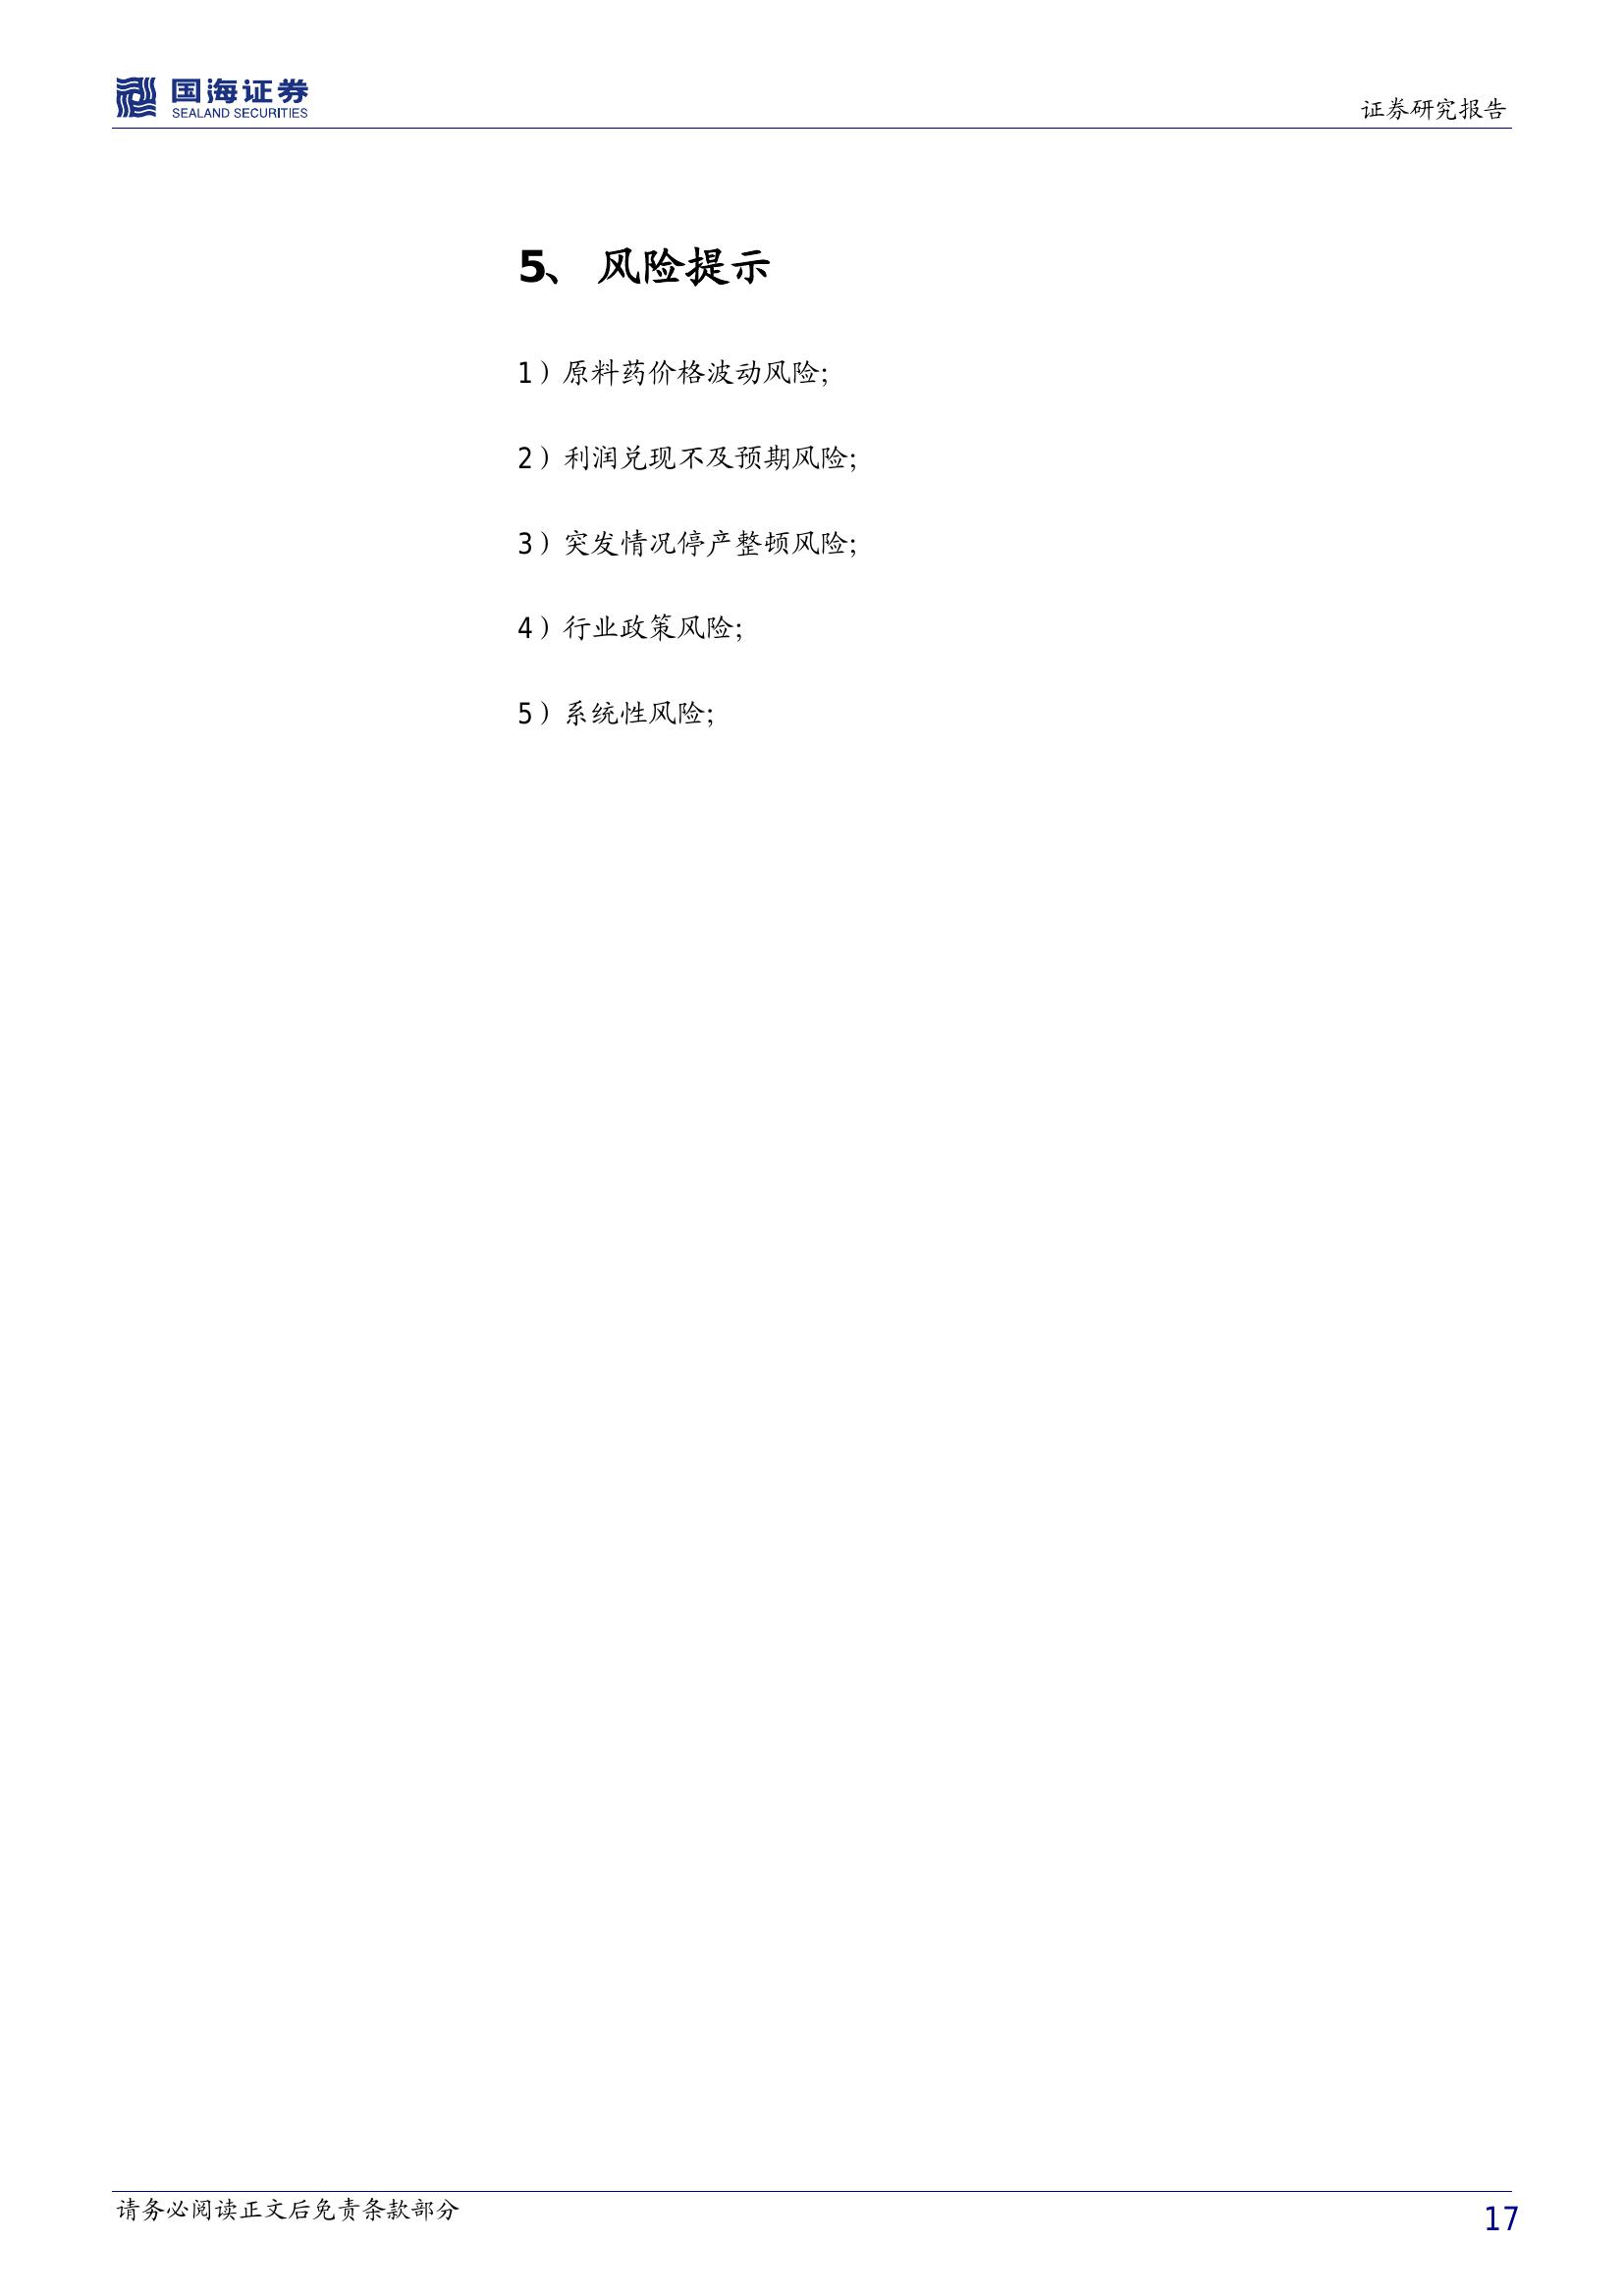 国海证券
SEALAND SECURITIES
证券研究报告
5、 风险提示
1）原料药价格波动风险；
2）利润兑现不及预期风险；
3）突发情况停产整顿风险；
4）行业政策风险；
5）系统性风险；
请务必阅读正文后免责条款部分
17